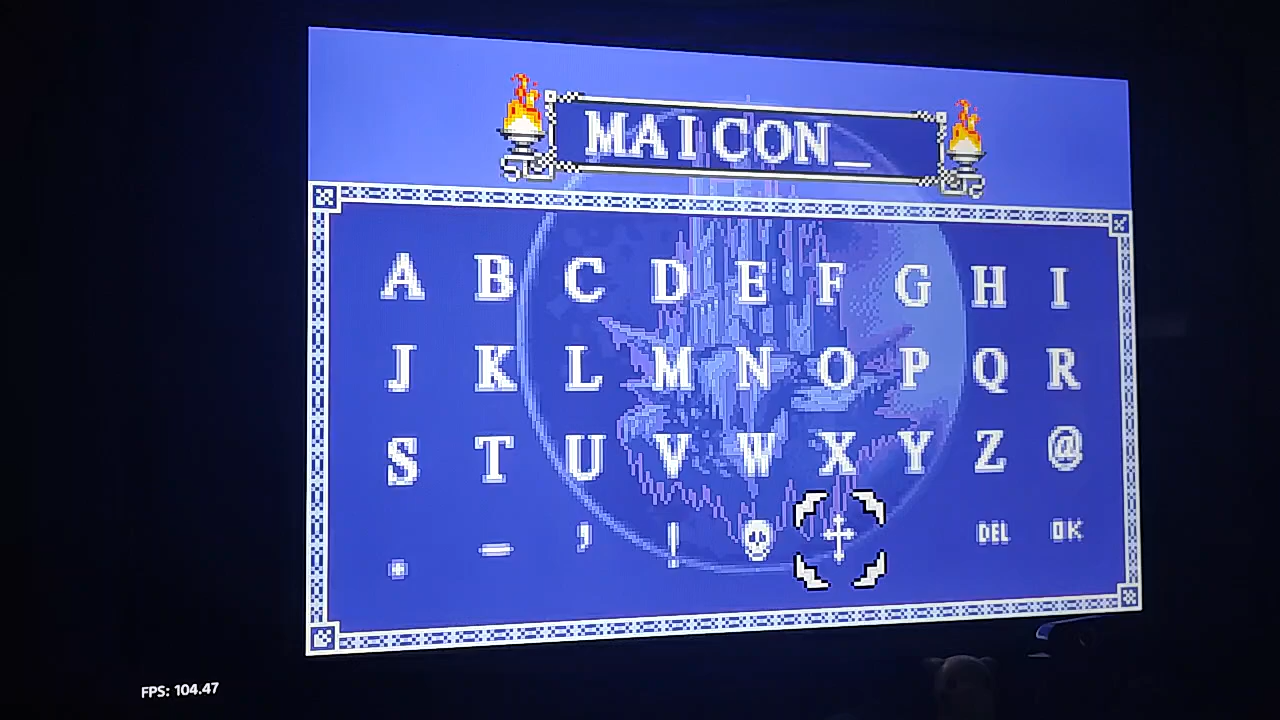 MAICON_
A B C D E F G H I
J K L M N O P Q R
S T U V W X Y Z @
. - , ! DEL OK
FPS: 104.47